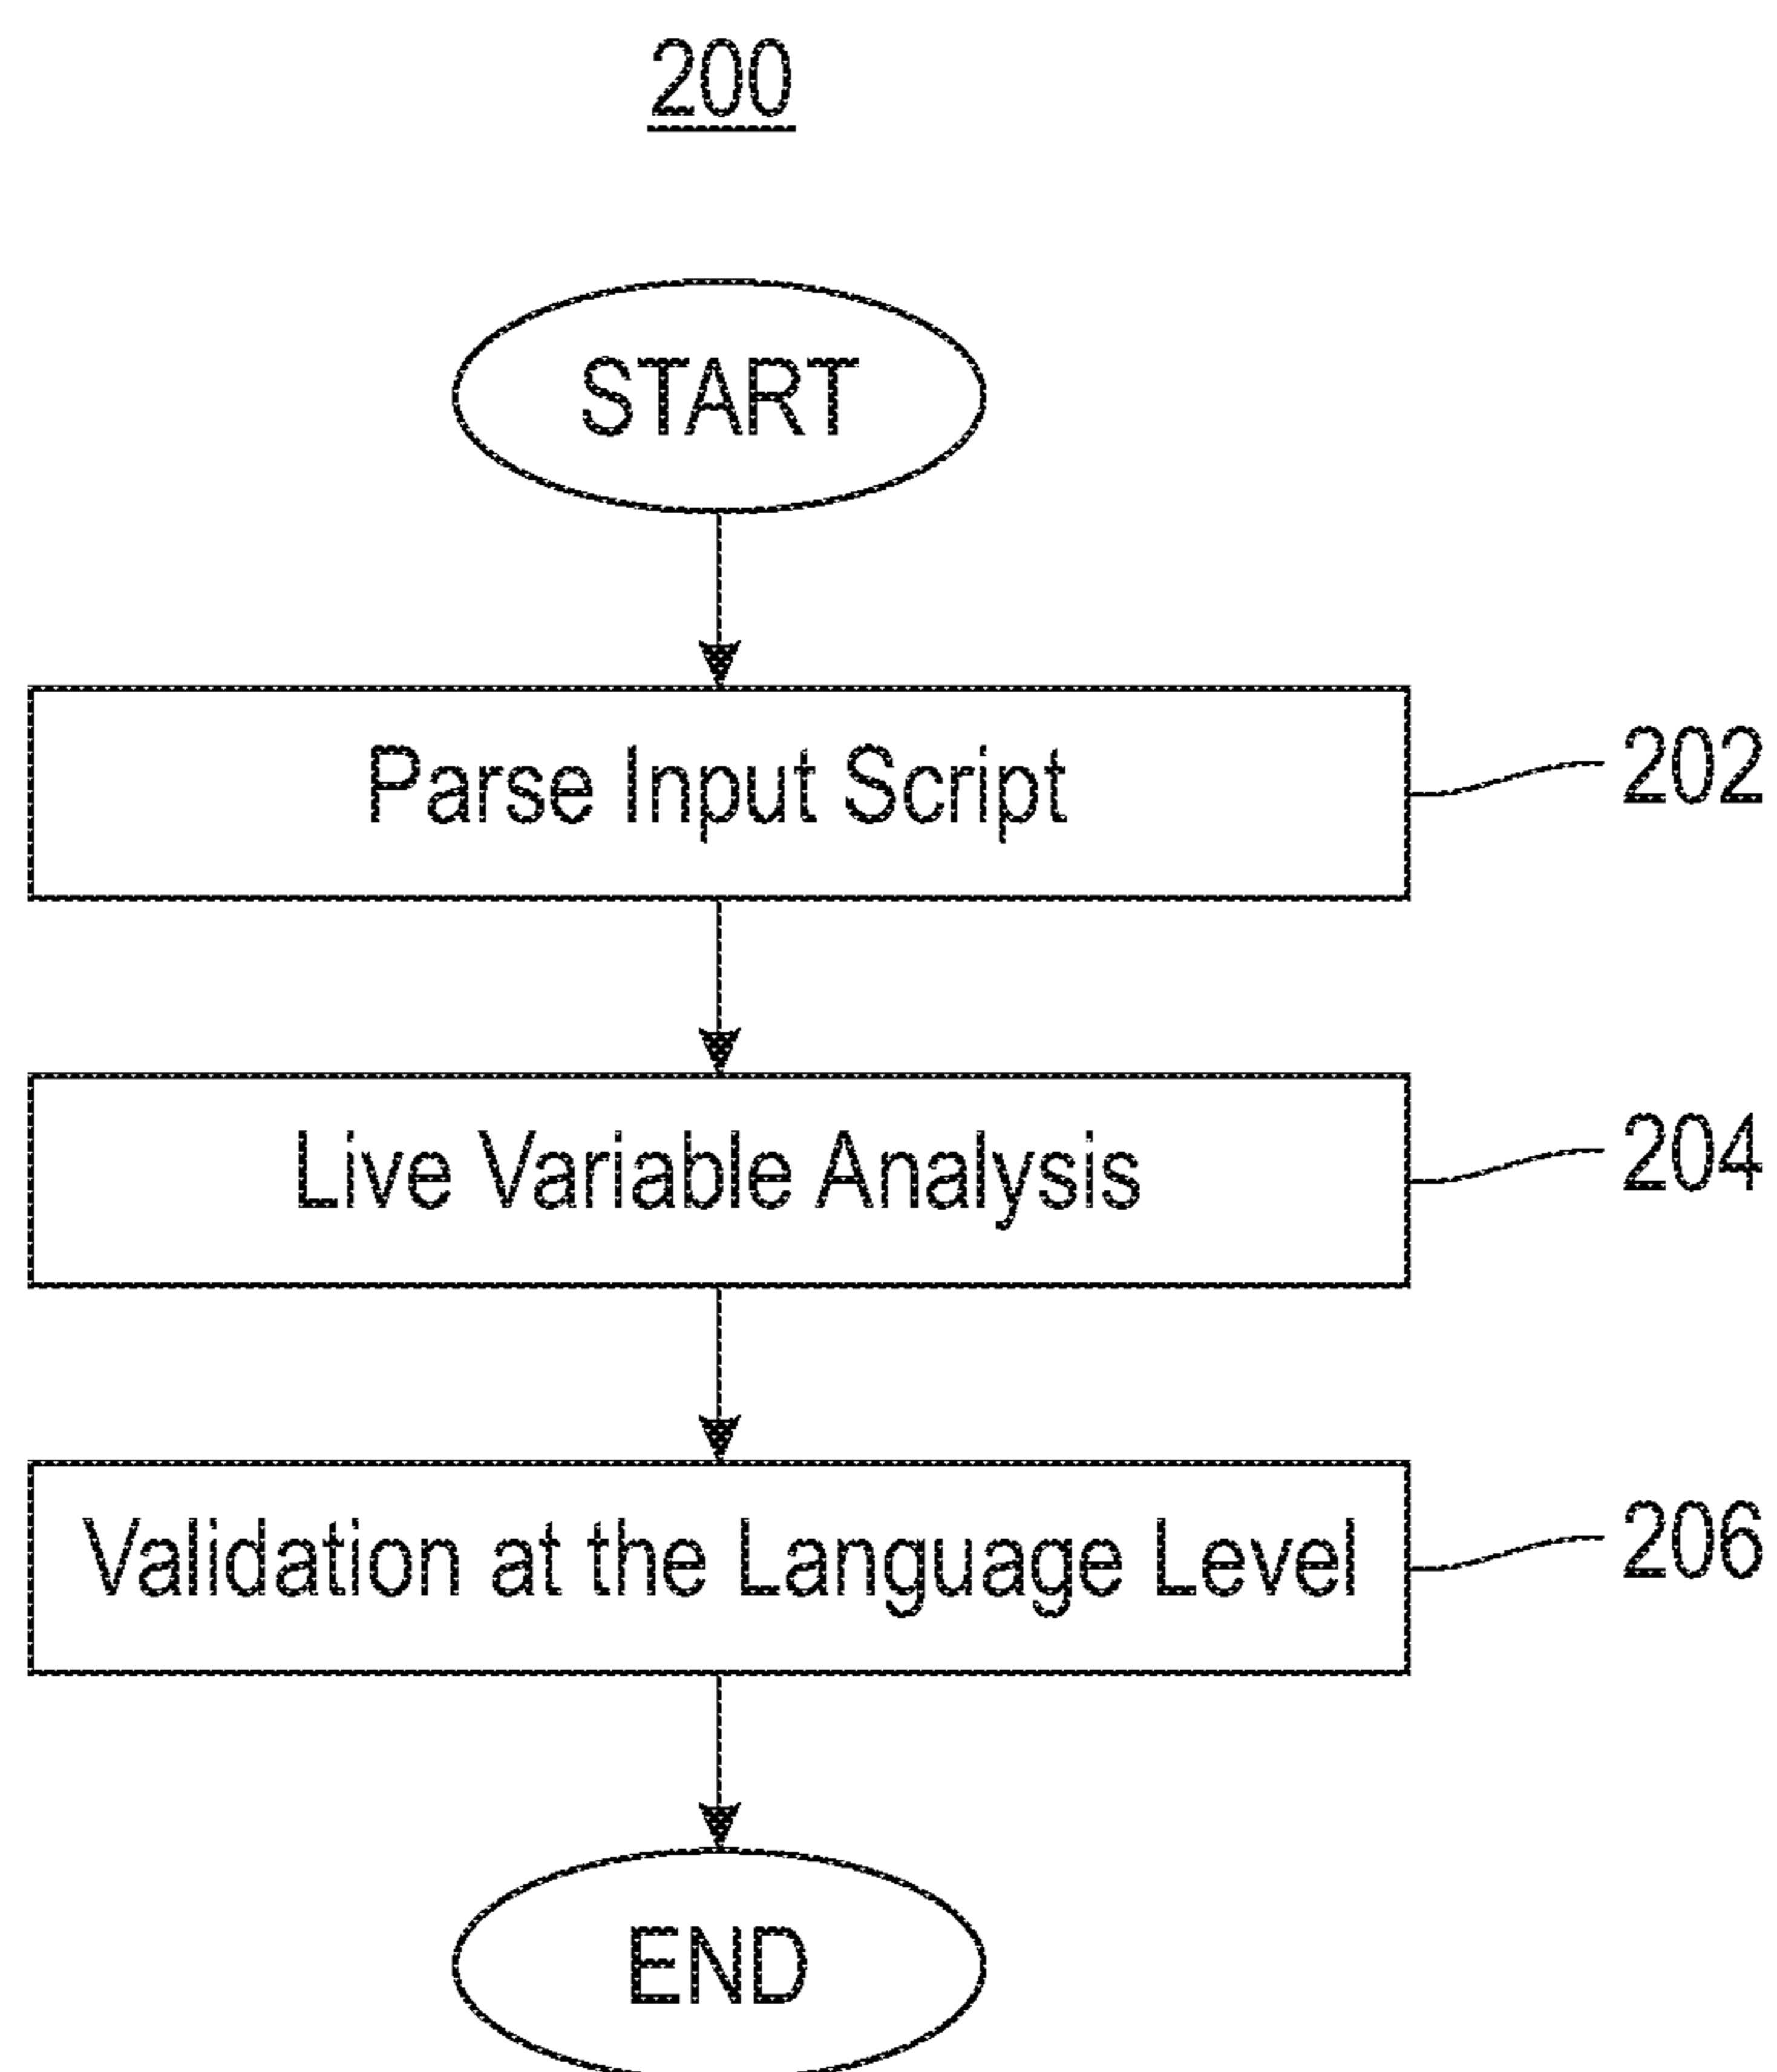 200
START
Parse Input Script
202
Live Variable Analysis
204
Validation at the Language Level
206
END